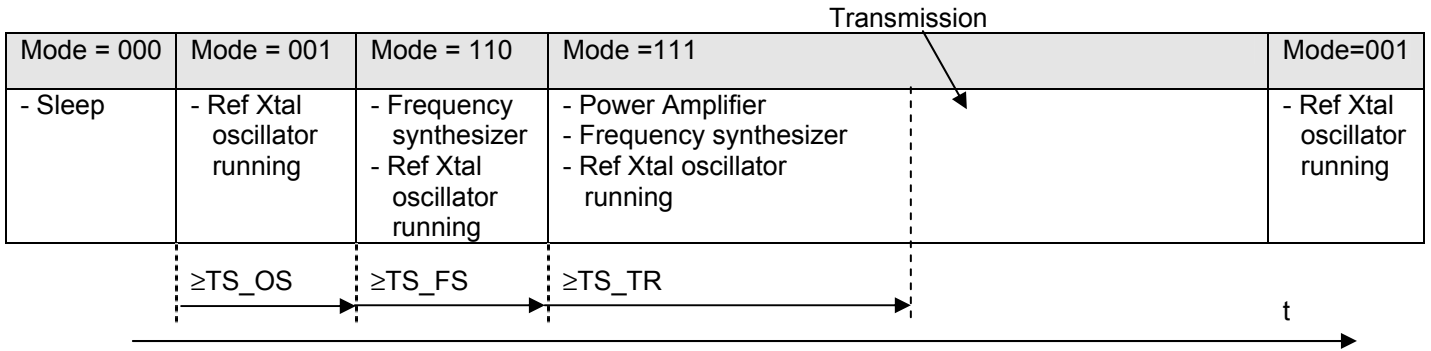 Transmission
Mode = 000
Mode = 001
Mode = 110
Mode =111
Mode=001
- Sleep
- Ref Xtal
oscillator
running
- Frequency
synthesizer
- Ref Xtal
oscillator
running
- Power Amplifier
- Frequency synthesizer
- Ref Xtal oscillator
running
- Ref Xtal
oscillator
running
≥TS_OS
≥TS_FS
≥TS_TR
t